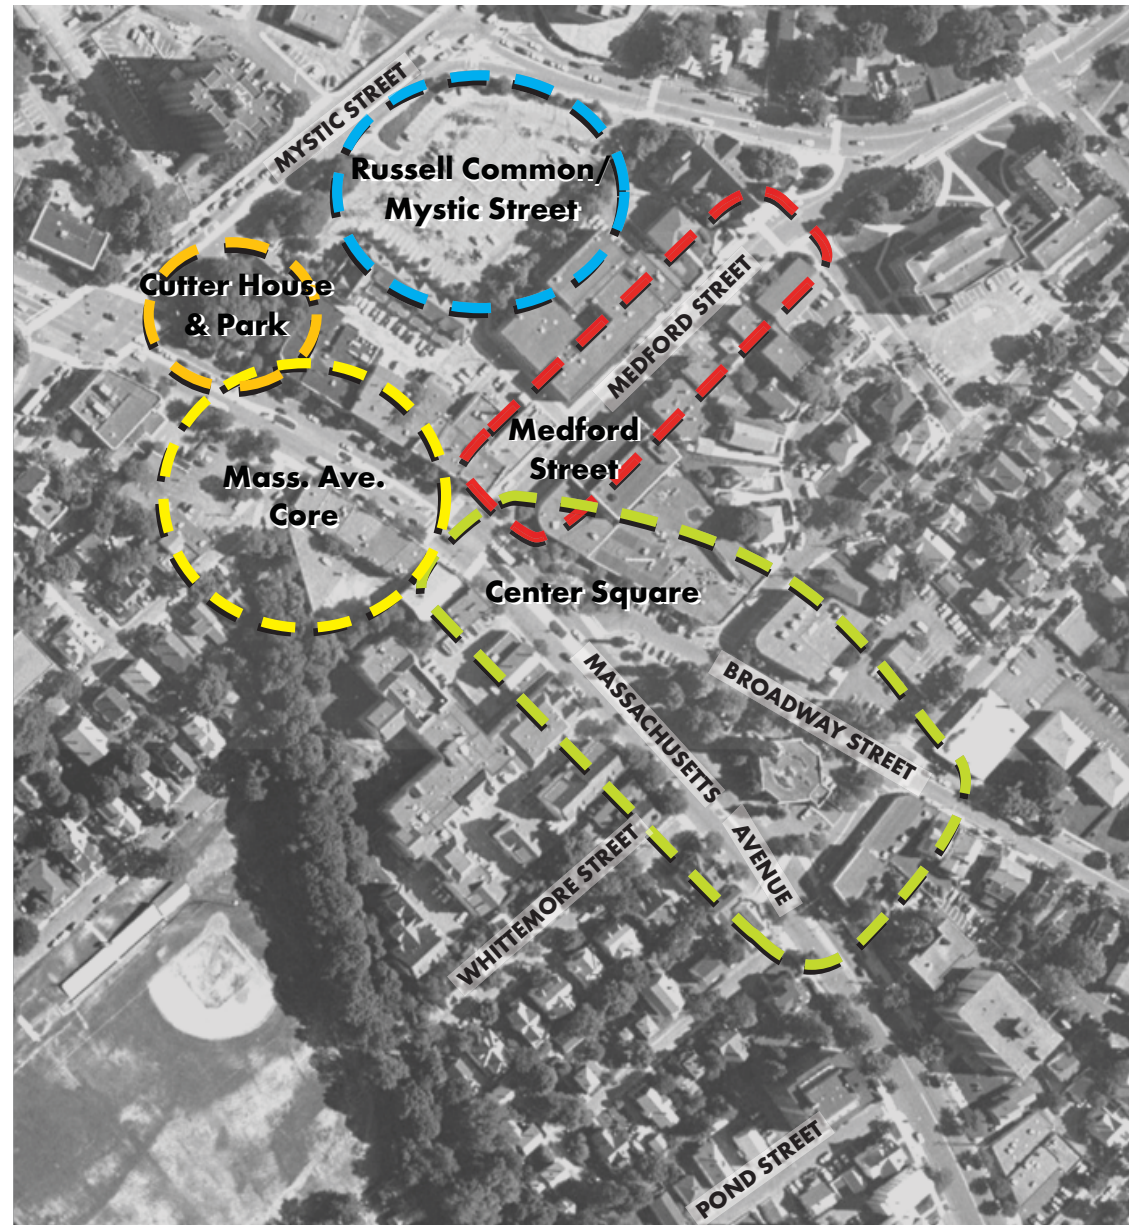 MYSTIC STREET
Russell Common/
Mystic Street
Cutter House
& Park
MEDFORD STREET
Medford
Street
Mass. Ave.
Core
Center Square
MASSACHUSETTS
AVENUE
BROADWAY STREET
WHITTEMORE STREET
POND STREET